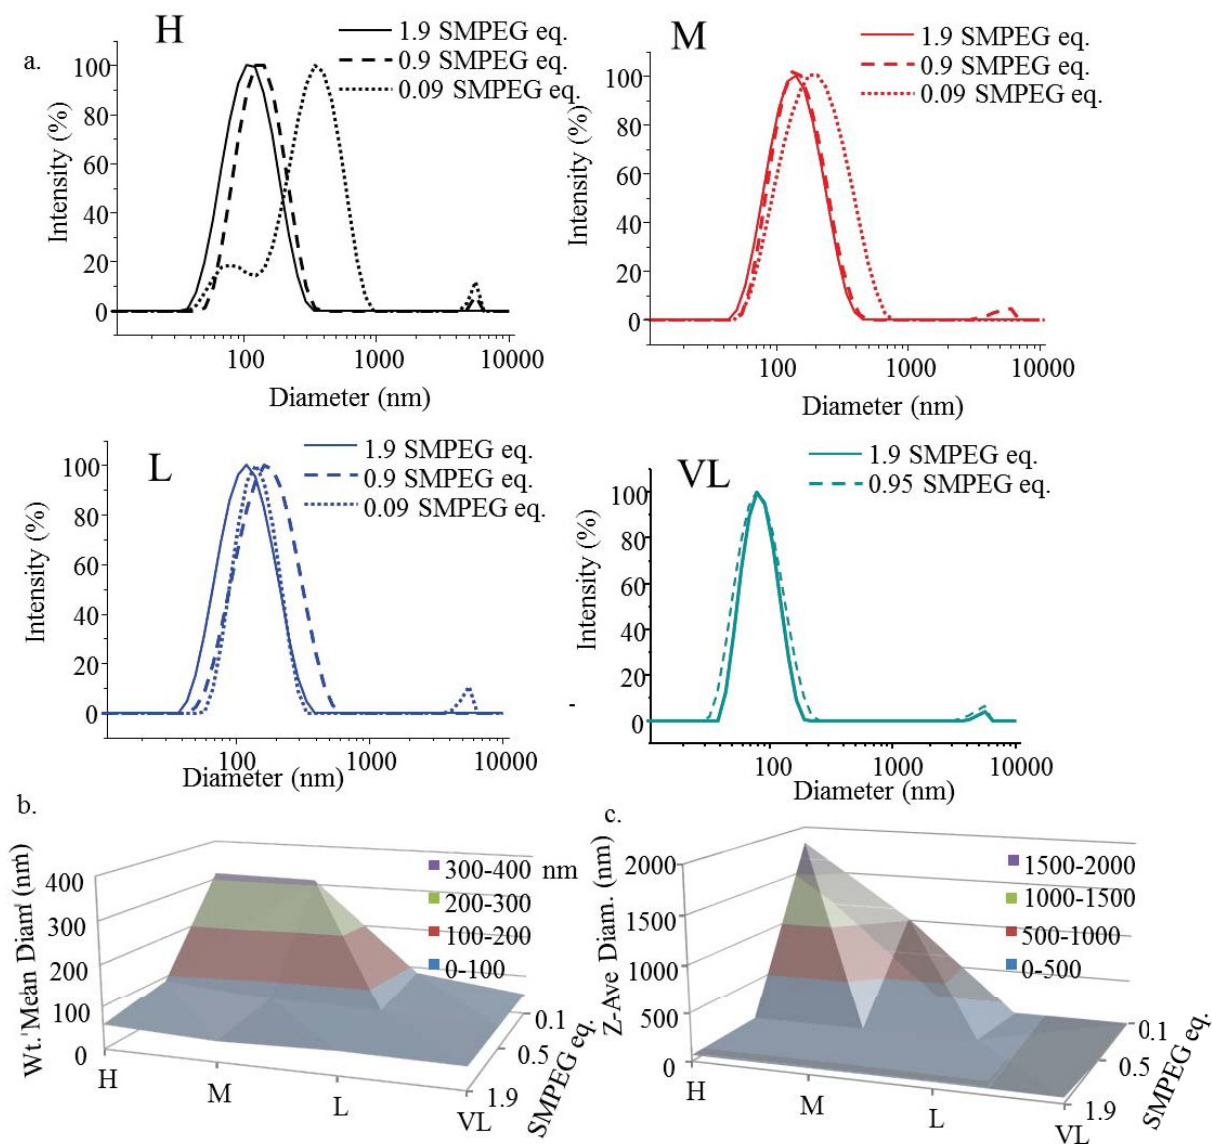 H
1.9 SMPEG eq.
0.9 SMPEG eq.
0.09 SMPEG eq.
a.
100
80
60
40
20
0
Intensity (%)
100 1000 10000
Diameter (nm)
M
1.9 SMPEG eq.
0.9 SMPEG eq.
0.09 SMPEG eq.
100
80
60
40
20
0
Intensity (%)
100 1000 10000
Diameter (nm)
L
1.9 SMPEG eq.
0.9 SMPEG eq.
0.09 SMPEG eq.
100
80
60
40
20
0
Intensity (%)
100 1000 10000
Diameter (nm)
VL
1.9 SMPEG eq.
0.95 SMPEG eq.
100
80
60
40
20
0
Intensity (%)
100 1000 10000
Diameter (nm)
b.
400
300
200
100
0
Wt. Mean Diam (nm)
300-400 nm
200-300
100-200
0-100
H M L VL
0.1
0.5
1.9
SMPEG eq.
c.
2000
1500
1000
500
0
Z-Ave Diam. (nm)
1500-2000
1000-1500
500-1000
0-500
H M L VL
0.1
0.5
1.9
SMPEG eq.